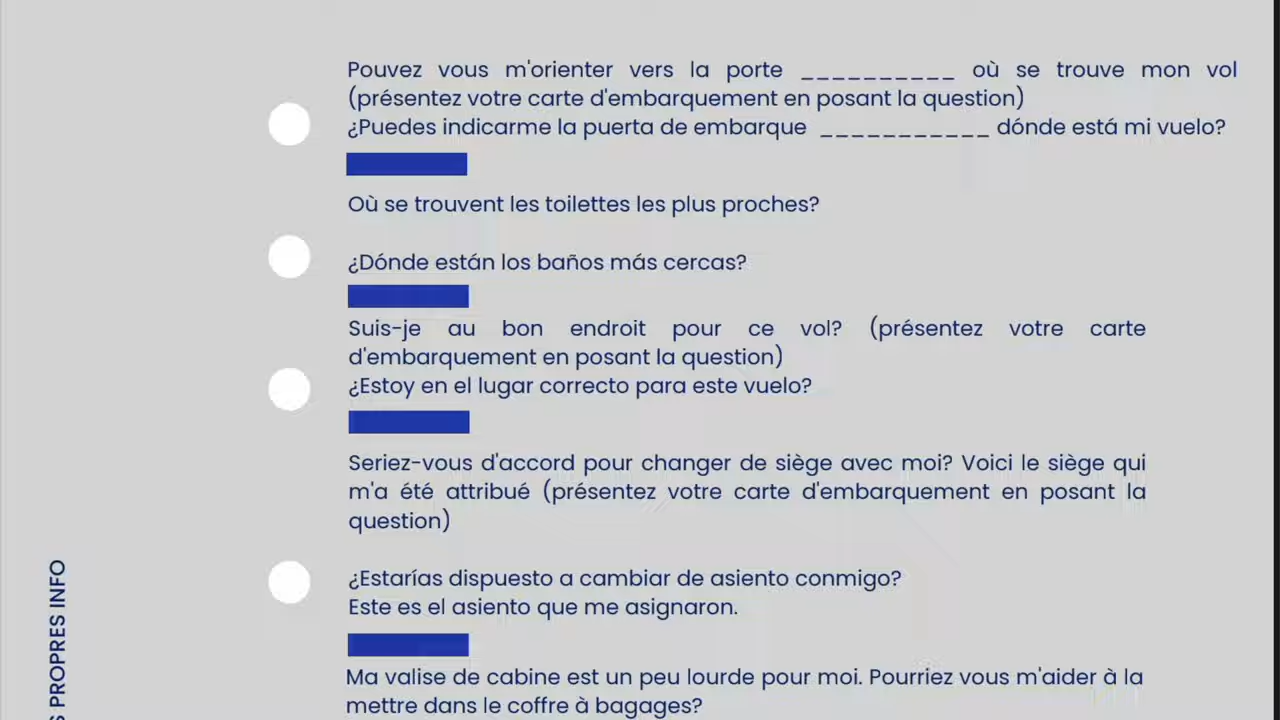 Pouvez vous m'orienter vers la porte __________ où se trouve mon vol
(présentez votre carte d'embarquement en posant la question)
¿Puedes indicarme la puerta de embarque ___________ dónde está mi vuelo?
Où se trouvent les toilettes les plus proches?
¿Dónde están los baños más cercas?
Suis-je au bon endroit pour ce vol? (présentez votre carte
d'embarquement en posant la question)
¿Estoy en el lugar correcto para este vuelo?
Seriez-vous d'accord pour changer de siège avec moi? Voici le siège qui
m'a été attribué (présentez votre carte d'embarquement en posant la
question)
¿Estarías dispuesto a cambiar de asiento conmigo?
Este es el asiento que me asignaron.
Ma valise de cabine est un peu lourde pour moi. Pourriez vous m'aider à la
mettre dans le coffre à bagages?
PROPRES INFO